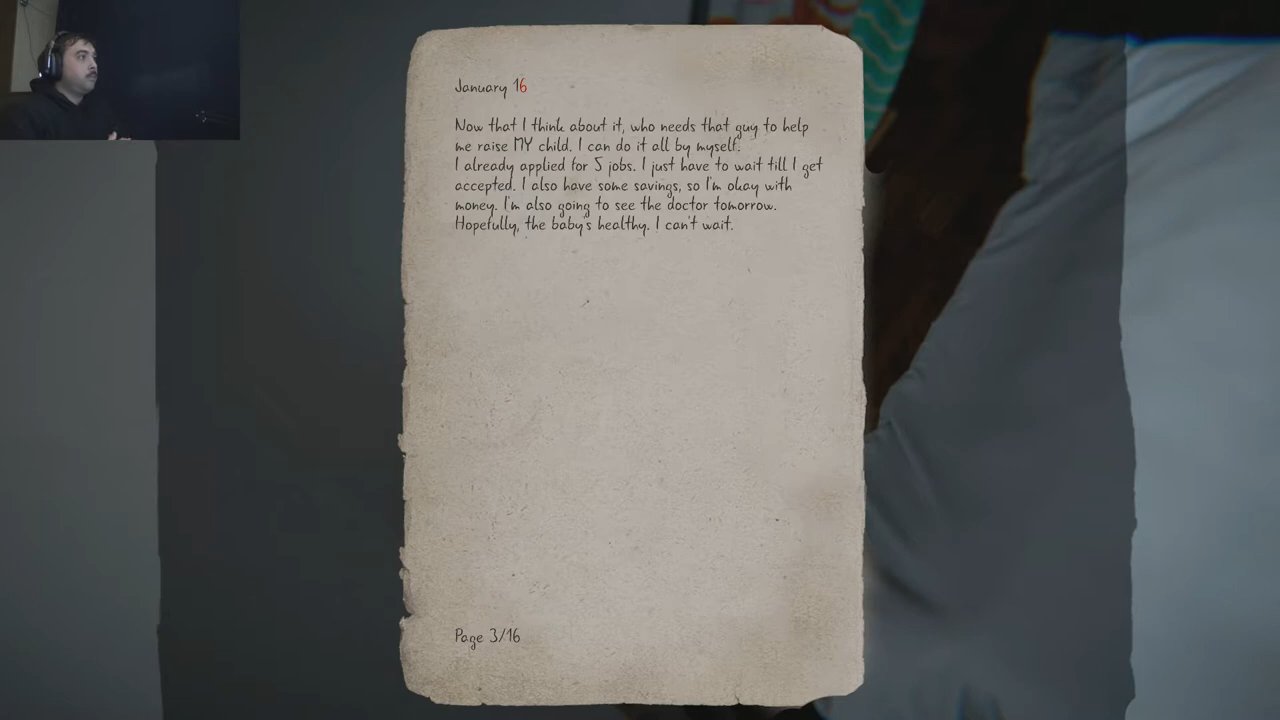 January 16
Now that I think about it, who needs that guy to help
me raise MY child. I can do it all by myself.
I already applied for 5 jobs. I just have to wait till I get
accepted. I also have some savings, so I'm okay with
money. I'm also going to see the doctor tomorrow.
Hopefully, the baby's healthy. I can't wait.
Page 3/16